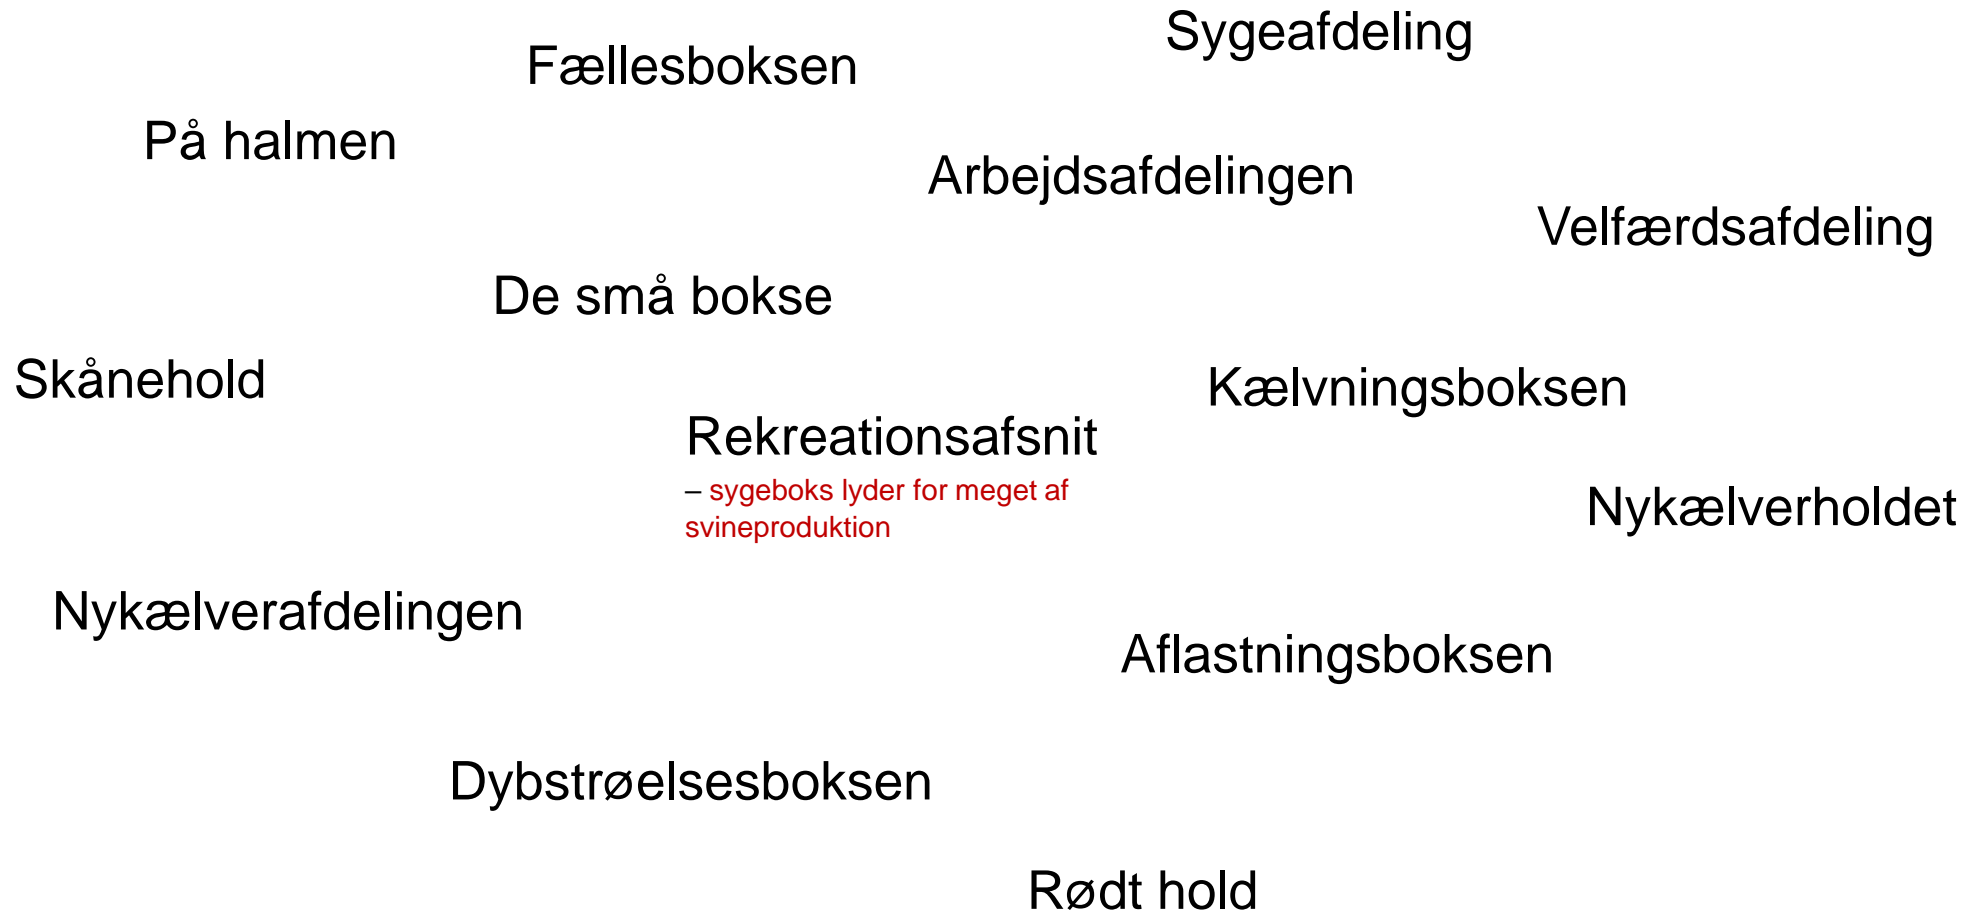 Sygeafdeling
Fællesboksen
På halmen
Arbejdsafdelingen
Velfærdsafdeling
De små bokse
Skånehold
Kælvningsboksen
Rekreationsafsnit
– sygeboks lyder for meget af
svineproduktion
Nykælverholdet
Nykælverafdelingen
Aflastningsboksen
Dybstrøelsesboksen
Rødt hold